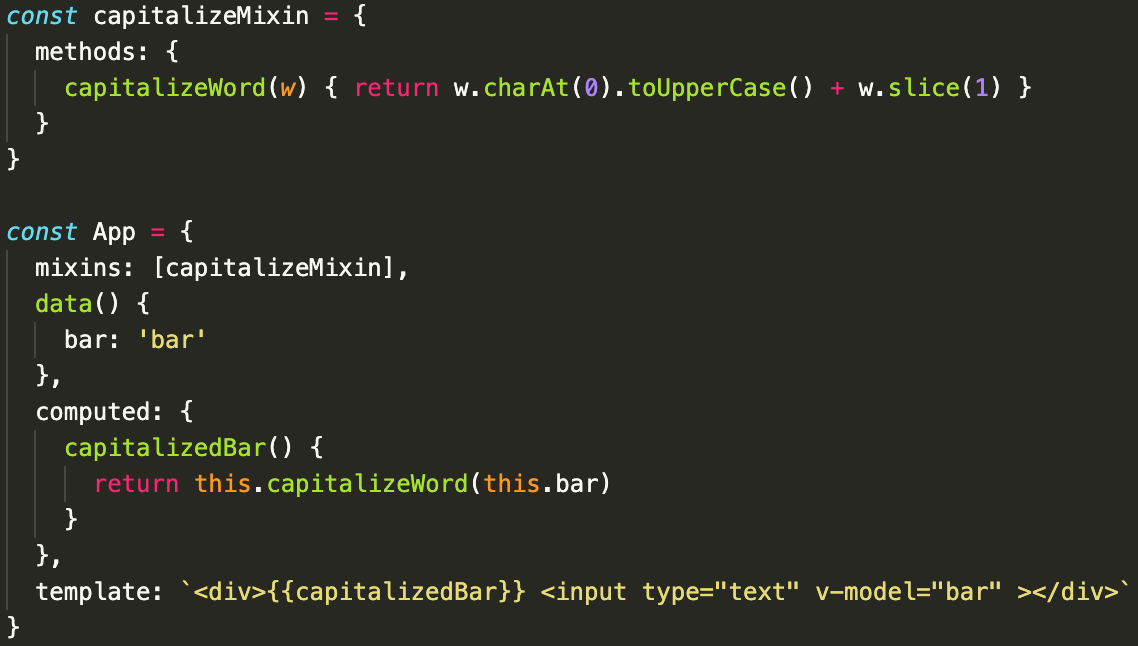 const capitalizeMixin = {
  methods: {
    capitalizeWord(w) { return w.charAt(0).toUpperCase() + w.slice(1) }
  }
}

const App = {
  mixins: [capitalizeMixin],
  data() {
    bar: 'bar'
  },
  computed: {
    capitalizedBar() {
      return this.capitalizeWord(this.bar)
    }
  },
  template: `<div>{{capitalizedBar}} <input type="text" v-model="bar" ></div>`
}